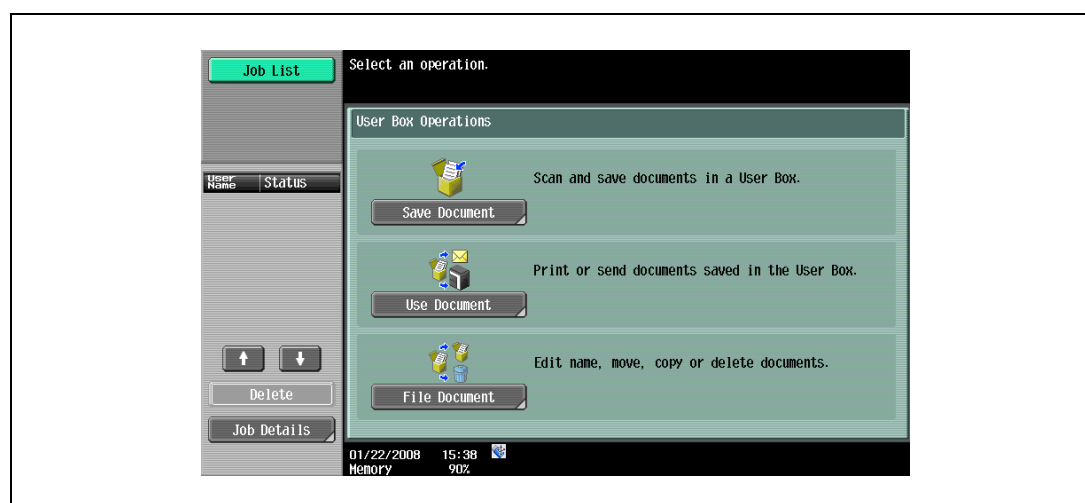 Job List
Select an operation.
User Box Operations
User Name Status
Scan and save documents in a User Box.
Save Document
Print or send documents saved in the User Box.
Use Document
Edit name, move, copy or delete documents.
File Document
Delete
Job Details
01/22/2008 15:38
Memory 90%